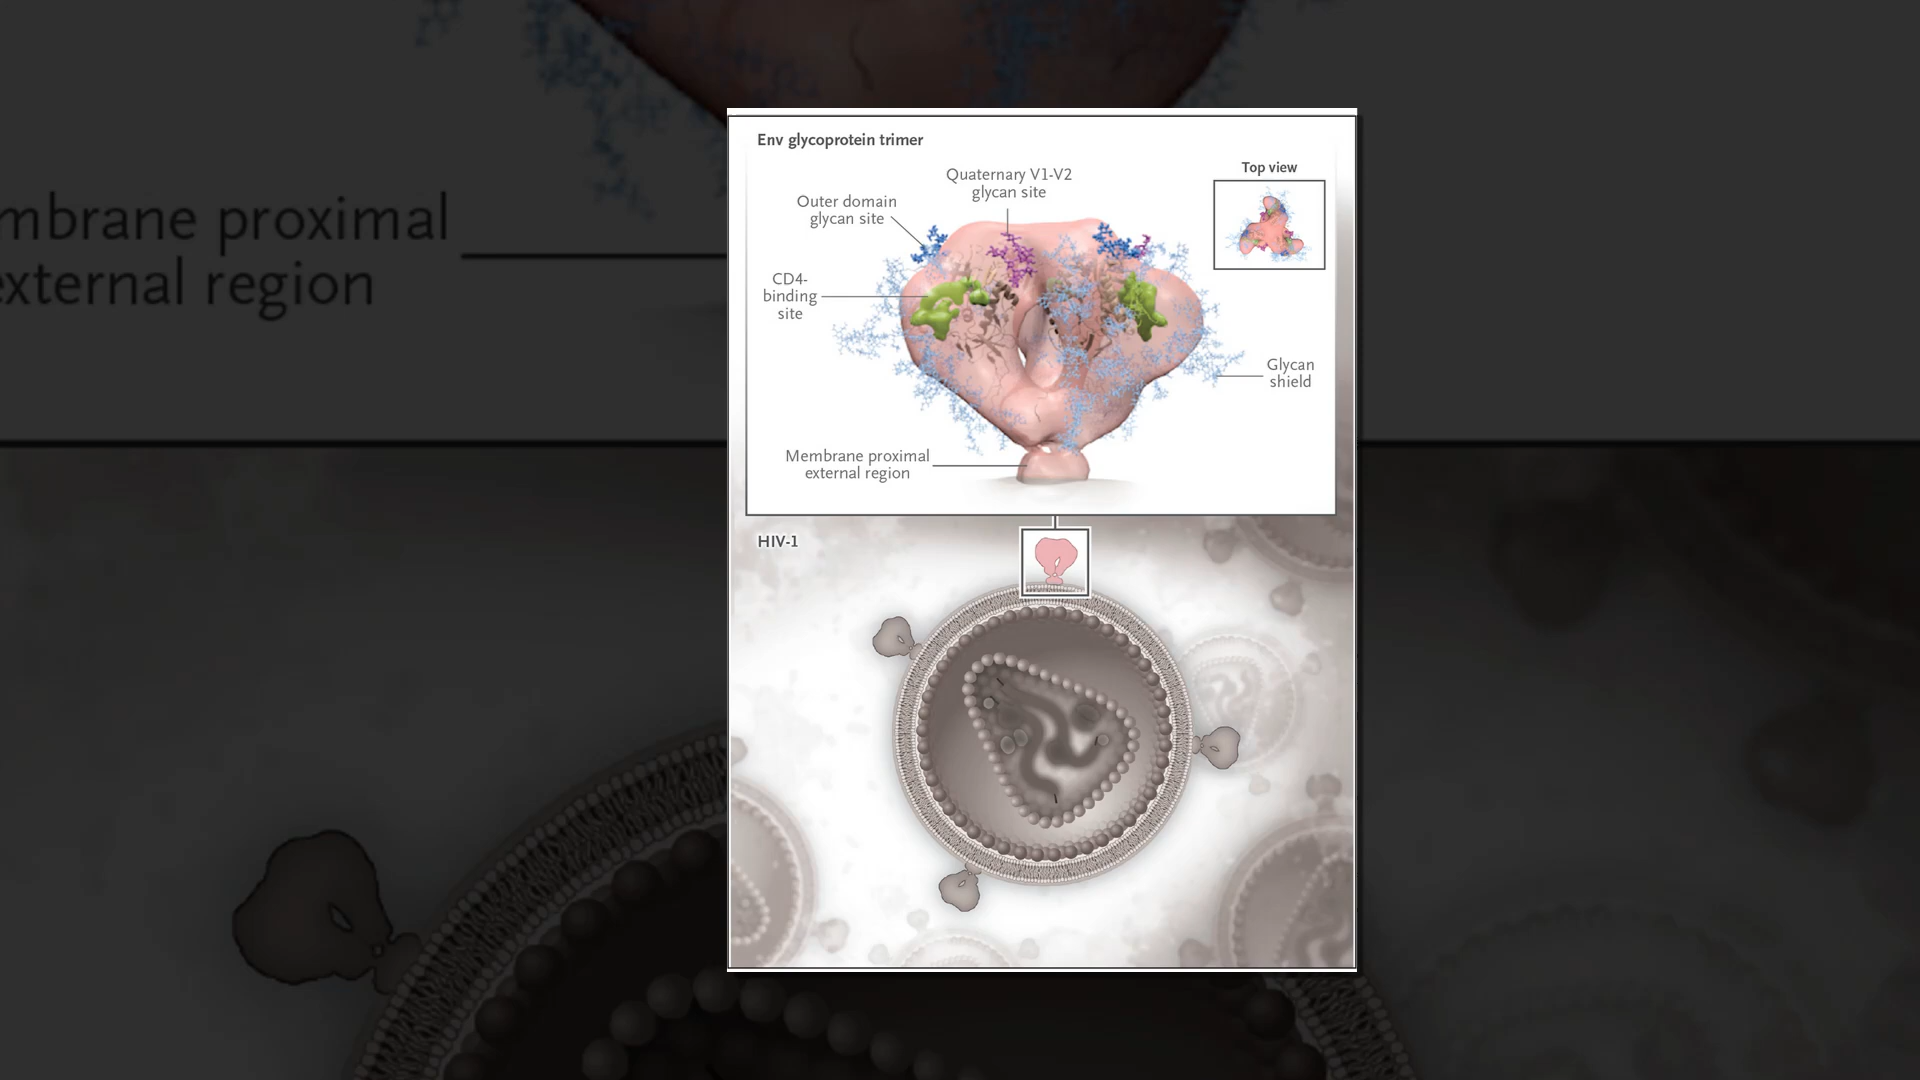 Env glycoprotein trimer
Quaternary V1-V2
glycan site
Top view
Outer domain
glycan site
CD4-
binding
site
Glycan
shield
Membrane proximal
external region
HIV-1
mbrane proximal
external region